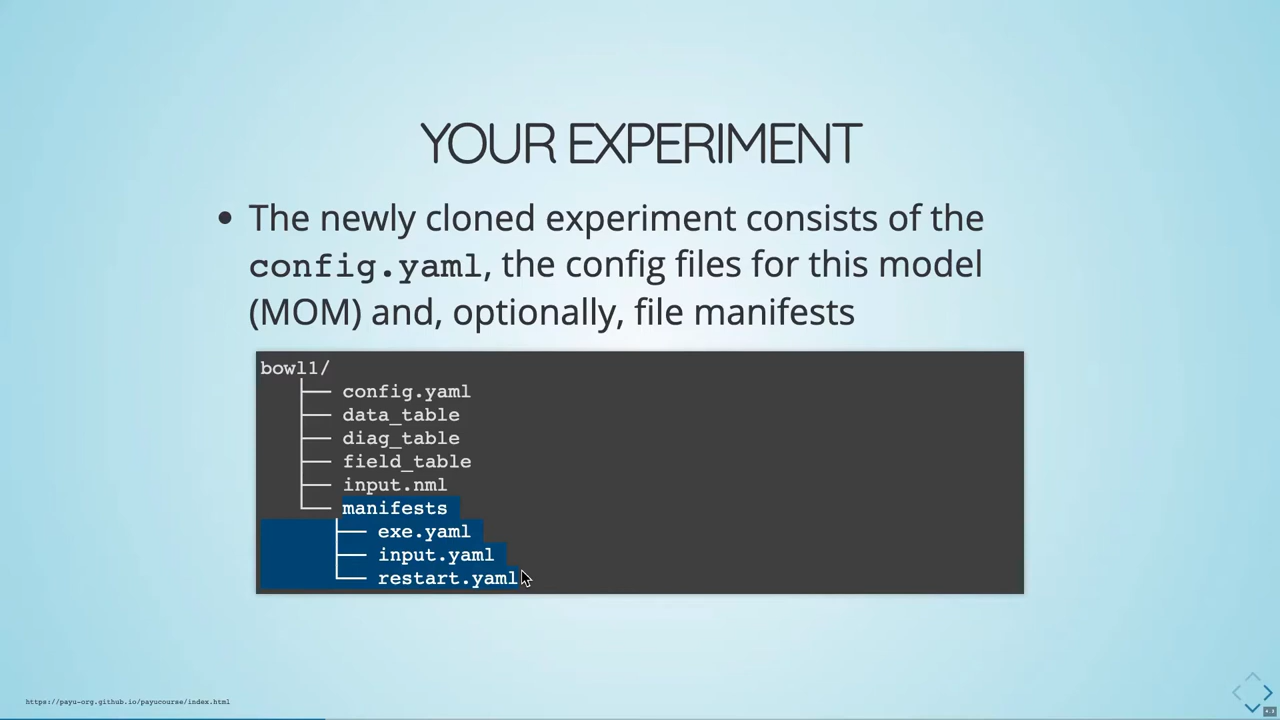 YOUR EXPERIMENT
• The newly cloned experiment consists of the
config.yaml, the config files for this model
(MOM) and, optionally, file manifests
bowl1/
├── config.yaml
├── data_table
├── diag_table
├── field_table
├── input.nml
└── manifests
├── exe.yaml
├── input.yaml
└── restart.yaml
https://payu-org.github.io/payucourse/index.html